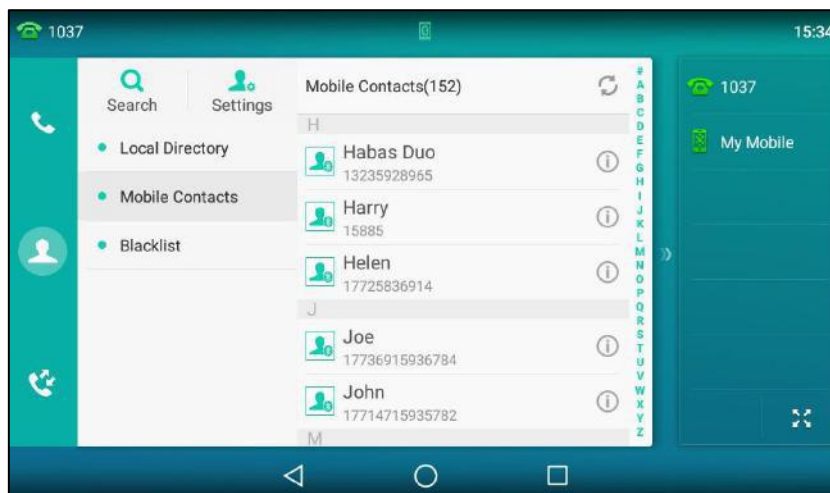 1037
15:34
Search
Settings
Local Directory
Mobile Contacts
Blacklist
Mobile Contacts(152)
H
Habas Duo
13235928965
Harry
15885
Helen
17725836914
J
Joe
17736915936784
John
17714715935782
M
#
A
B
C
D
E
F
G
H
I
J
K
L
M
N
O
P
Q
R
S
T
U
V
W
X
Y
Z
1037
My Mobile